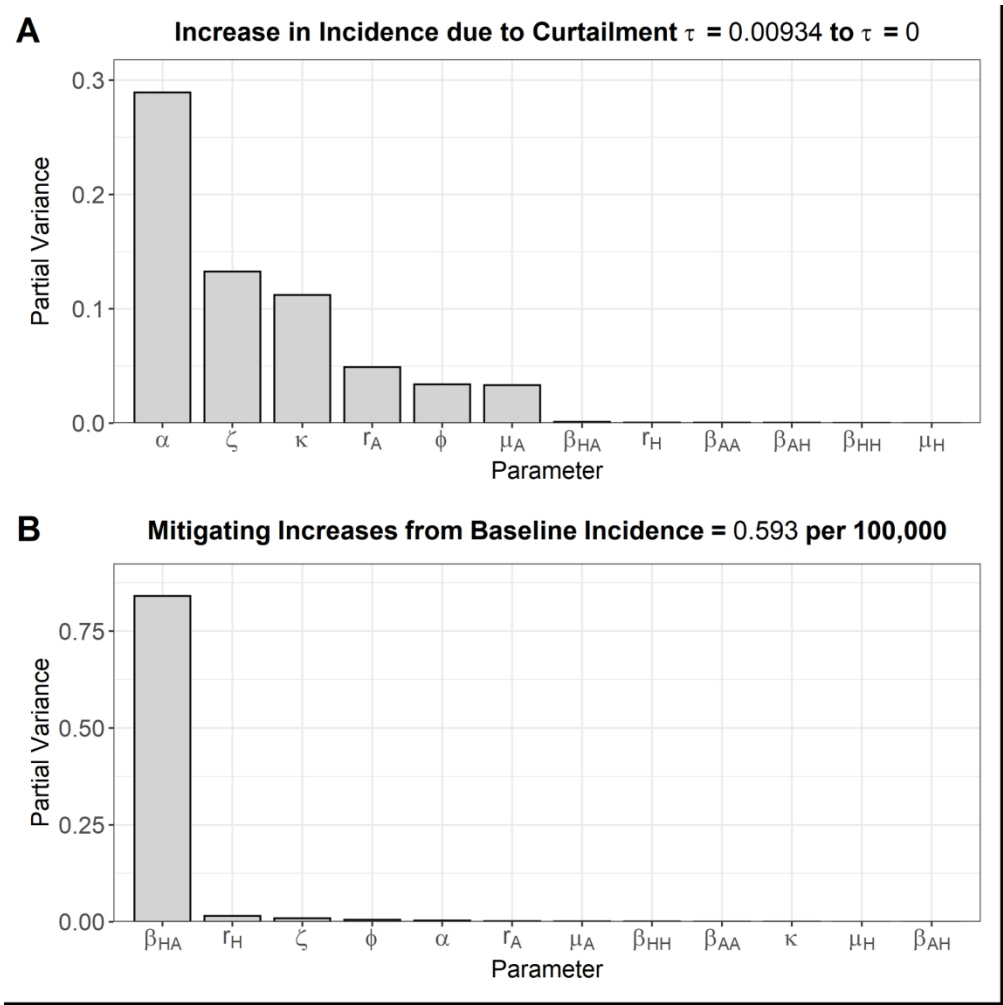 A
Increase in Incidence due to Curtailment τ = 0.00934 to τ = 0
Partial Variance
0.3
0.2
0.1
0.0
α ζ κ rA ϕ μA βHA rH βAA βAH βHH μH
Parameter
B
Mitigating Increases from Baseline Incidence = 0.593 per 100,000
Partial Variance
0.75
0.50
0.25
0.00
βHA rH ζ ϕ α rA μA βHH βAA κ μH βAH
Parameter